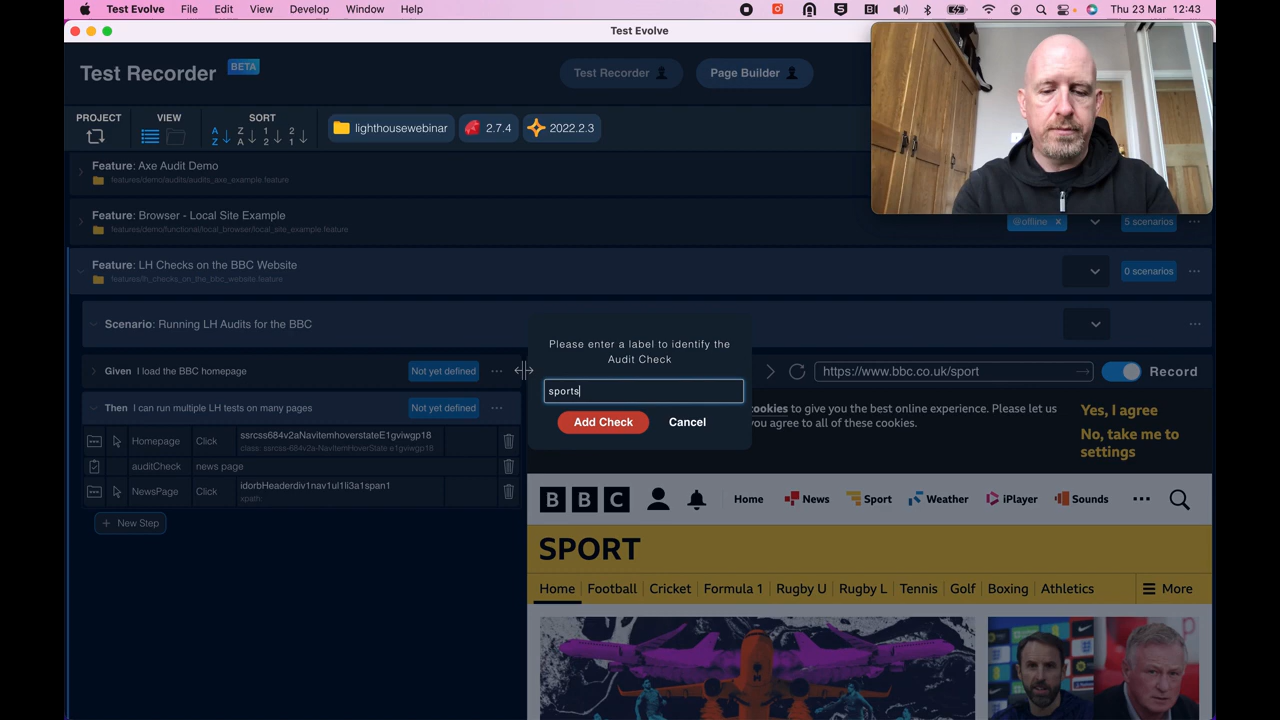 Test Evolve File Edit View Develop Window Help Thu 23 Mar 12:43
Test Evolve
Test Recorder BETA
Test Recorder Page Builder
PROJECT VIEW SORT
lighthousewebinar 2.7.4 2022.2.3
Feature: Axe Audit Demo
features/demo/audits/audits_axe_example.feature
Feature: Browser - Local Site Example
features/demo/functional/local_browser/local_site_example.feature
@offline x 5 scenarios
Feature: LH Checks on the BBC Website
features/lh_checks_on_the_bbc_website.feature
0 scenarios
Scenario: Running LH Audits for the BBC
Please enter a label to identify the
Audit Check
sports
Add Check Cancel
Given I load the BBC homepage Not yet defined
Then I can run multiple LH tests on many pages Not yet defined
Homepage Click ssrcss684v2aNavitemhoverstateE1gviwgp18
class: ssrcss-684v2a-NavItemHoverState e1gviwgp18
auditCheck news page
NewsPage Click idorbHeaderdiv1nav1ul1li3a1span1
xpath:
+ New Step
https://www.bbc.co.uk/sport Record
cookies to give you the best online experience. Please let us
you agree to all of these cookies.
Yes, I agree
No, take me to
settings
BBC Home News Sport Weather iPlayer Sounds
SPORT
Home Football Cricket Formula 1 Rugby U Rugby L Tennis Golf Boxing Athletics More